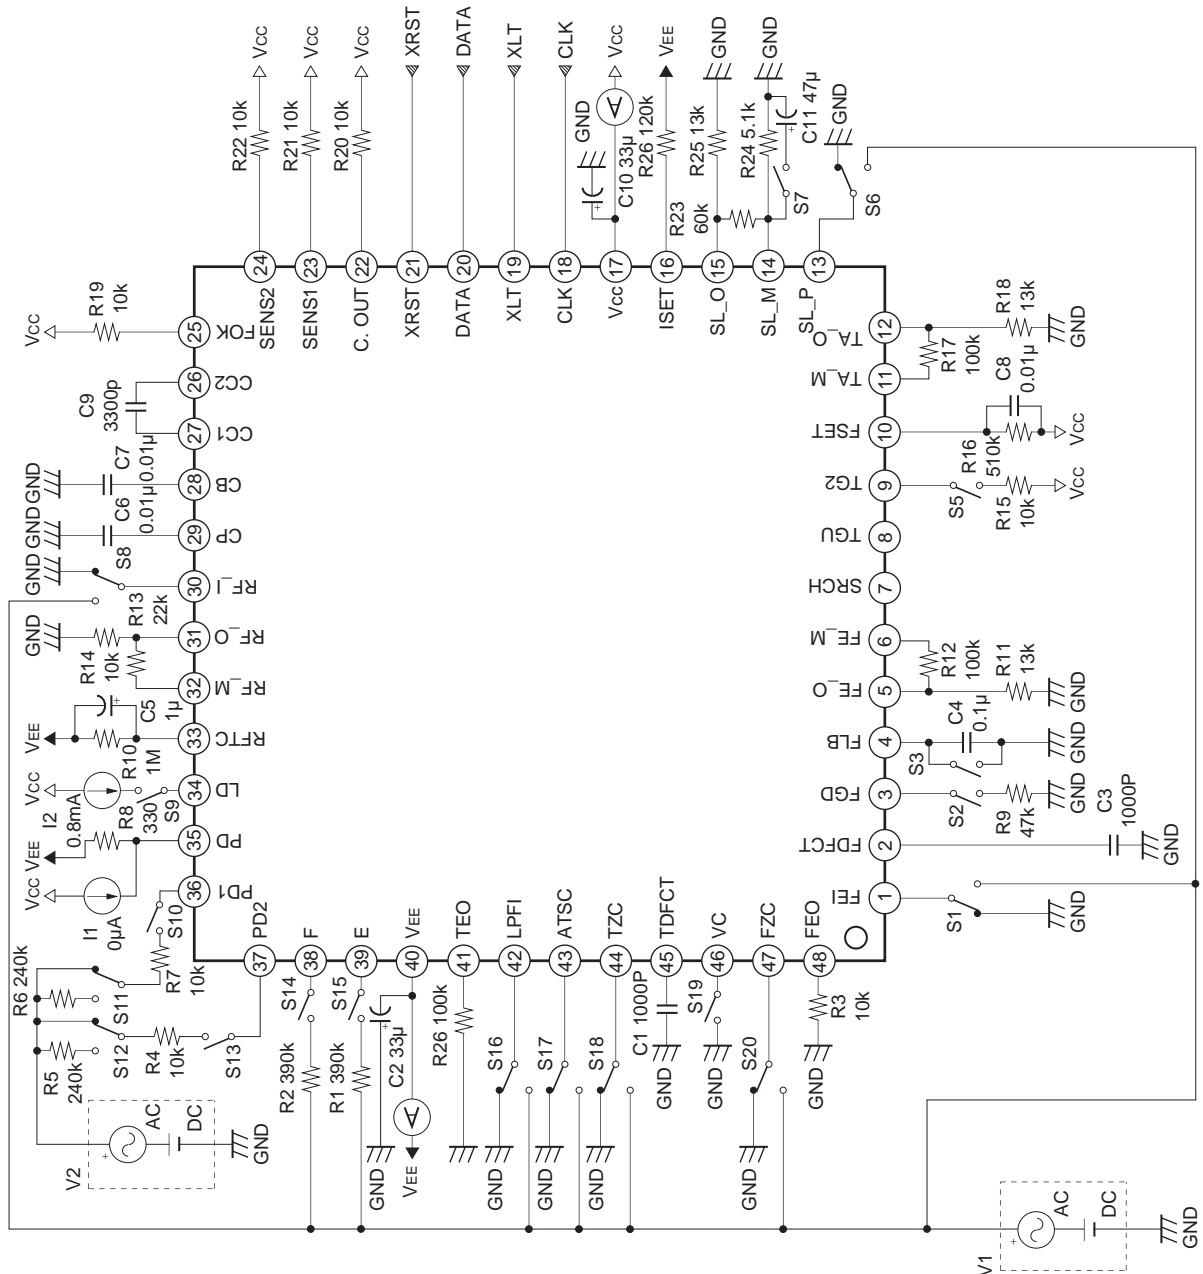 R22 10k
VCC
R21 10k
VCC
R20 10k
VCC
XRST
DATA
XLT
CLK
GND
C10 33μ
A
VCC
R26 120k
VEE
R25 13k
GND
R23
60k
R24 5.1k
GND
C11 47μ
S7
GND
S6
24
23
22
21
20
19
18
17
16
15
14
13
SENS2
SENS1
C. OUT
XRST
DATA
XLT
CLK
VCC
ISET
SL_O
SL_M
SL_P
VCC
R19
10k
25
FOK
C9
3300p
26
CC2
27
CC1
GND
C7
0.01μ
28
CB
GND
C6
0.01μ
29
CP
GND
S8
30
RF_I
GND
R13
22k
R14
10k
31
RF_O
32
RF_M
VEE
C5
1μ
R10
1M
33
RFTC
VCC
I2
0.8mA
S9
34
LD
VEE
R8
330
35
PD
VCC
I1
0μA
36
PD1
S10
R7
10k
12
TA_O
R17
100k
R18
13k
GND
11
TA_M
C8
0.01μ
10
FSET
R16
510k
VCC
9
TG2
S5
R15
10k
VCC
8
TGU
7
SRCH
6
FE_M
R12
100k
5
FE_O
R11
13k
GND
4
FLB
C4
0.1μ
S3
GND
3
FGD
S2
R9
47k
GND
2
FDFCT
C3
1000P
GND
1
FEI
S1
GND
PD2
F
E
VEE
TEO
LPFI
ATSC
TZC
TDFCT
VC
FZC
FEO
37
38
39
40
41
42
43
44
45
46
47
48
R6 240k
S11
R5
240k
S12
R4
10k
S13
V2
AC
DC
GND
S14
R2 390k
S15
R1 390k
C2 33μ
GND
A
VEE
R26 100k
GND
S16
GND
S17
GND
S18
GND
C1 1000P
GND
S19
GND
S20
GND
R3
10k
GND
V1
AC
DC
GND